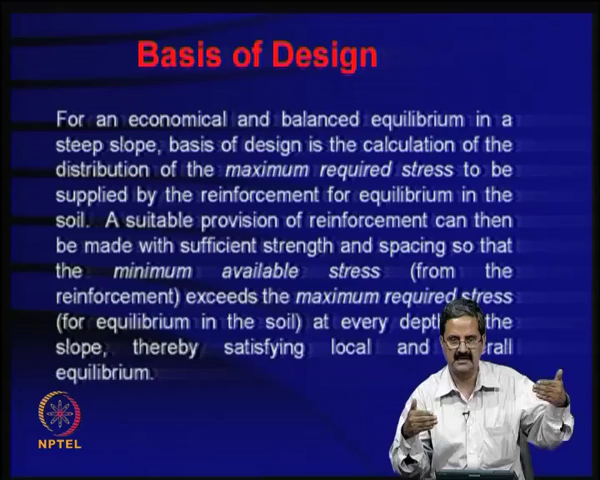 Basis of Design
For an economical and balanced equilibrium in a
steep slope, basis of design is the calculation of the
distribution of the maximum required stress to be
supplied by the reinforcement for equilibrium in the
soil. A suitable provision of reinforcement can then
be made with sufficient strength and spacing so that
the minimum available stress (from the
reinforcement) exceeds the maximum required stress
(for equilibrium in the soil) at every depth the
slope, thereby satisfying local and
equilibrium.
NPTEL